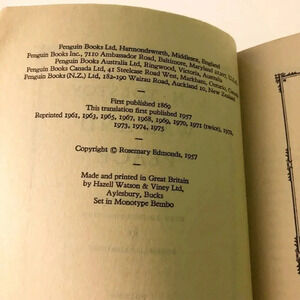 Penguin Books Ltd, Harmondsworth, Middlesex, England
Penguin Books Inc., 7110 Ambassador Road, Baltimore, Maryland 21207, U.S.A.
Penguin Books Australia Ltd, Ringwood, Victoria, Australia
Penguin Books Canada Ltd, 41 Steelcase Road West, Markham, Ontario, Canada
Penguin Books (N.Z.) Ltd, 182-190 Wairau Road, Auckland 10, New Zealand
First published 1869
This translation first published 1957
Reprinted 1961, 1963, 1965, 1967, 1968, 1969, 1970, 1971 (twice), 1972,
1973, 1974, 1975
Copyright © Rosemary Edmonds, 1957
Made and printed in Great Britain
by Hazell Watson & Viney Ltd,
Aylesbury, Bucks
Set in Monotype Bembo